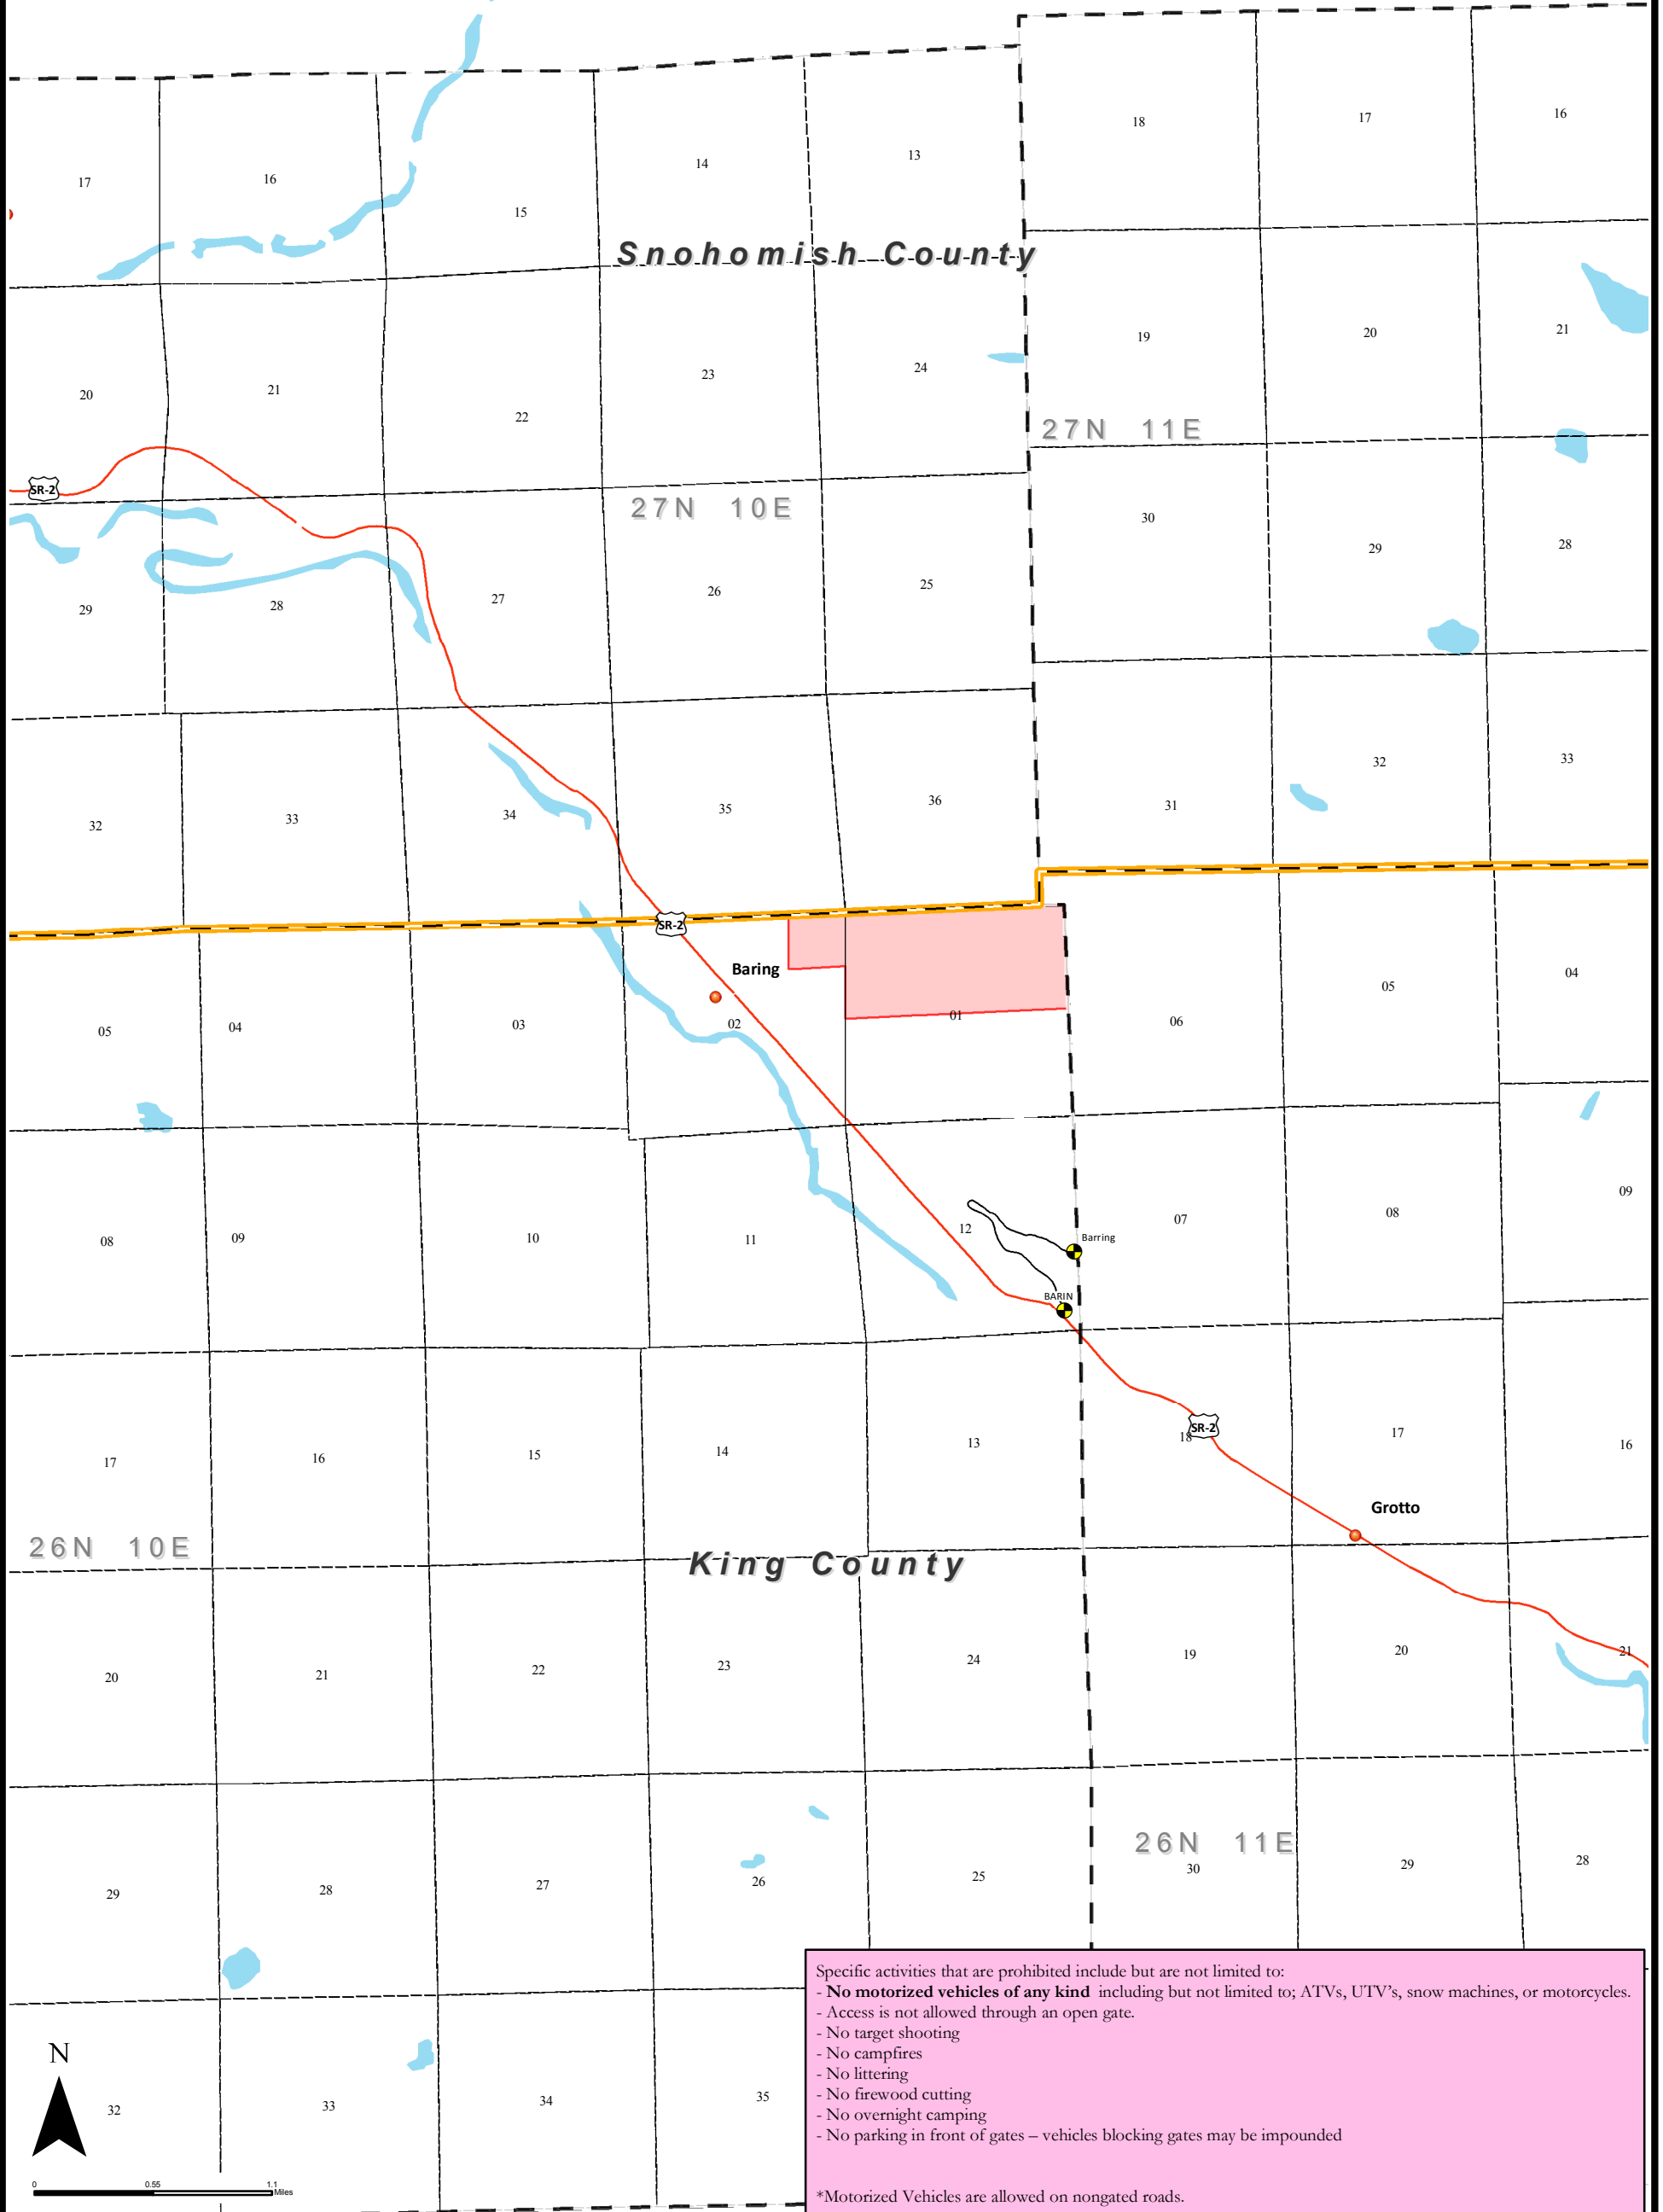 18
17
16
17
16
15
14
13
Snohomish County
19
20
21
20
21
22
23
24
27N 11E
SR-2
27N 10E
30
29
28
29
28
27
26
25
32
33
34
35
36
31
32
33
SR-2
Baring
05
04
03
02
01
06
05
04
08
09
10
11
12
07
08
09
Barring
BARIN
17
16
15
14
13
18
SR-2
17
16
Grotto
26N 10E
King County
20
21
22
23
24
19
20
21
26N 11E
29
28
27
26
25
30
29
28
Specific activities that are prohibited include but are not limited to:
- No motorized vehicles of any kind including but not limited to; ATVs, UTV's, snow machines, or motorcycles.
- Access is not allowed through an open gate.
- No target shooting
- No campfires
- No littering
- No firewood cutting
- No overnight camping
- No parking in front of gates – vehicles blocking gates may be impounded
*Motorized Vehicles are allowed on nongated roads.
N
32
33
34
35
0 0.55 1.1
Miles